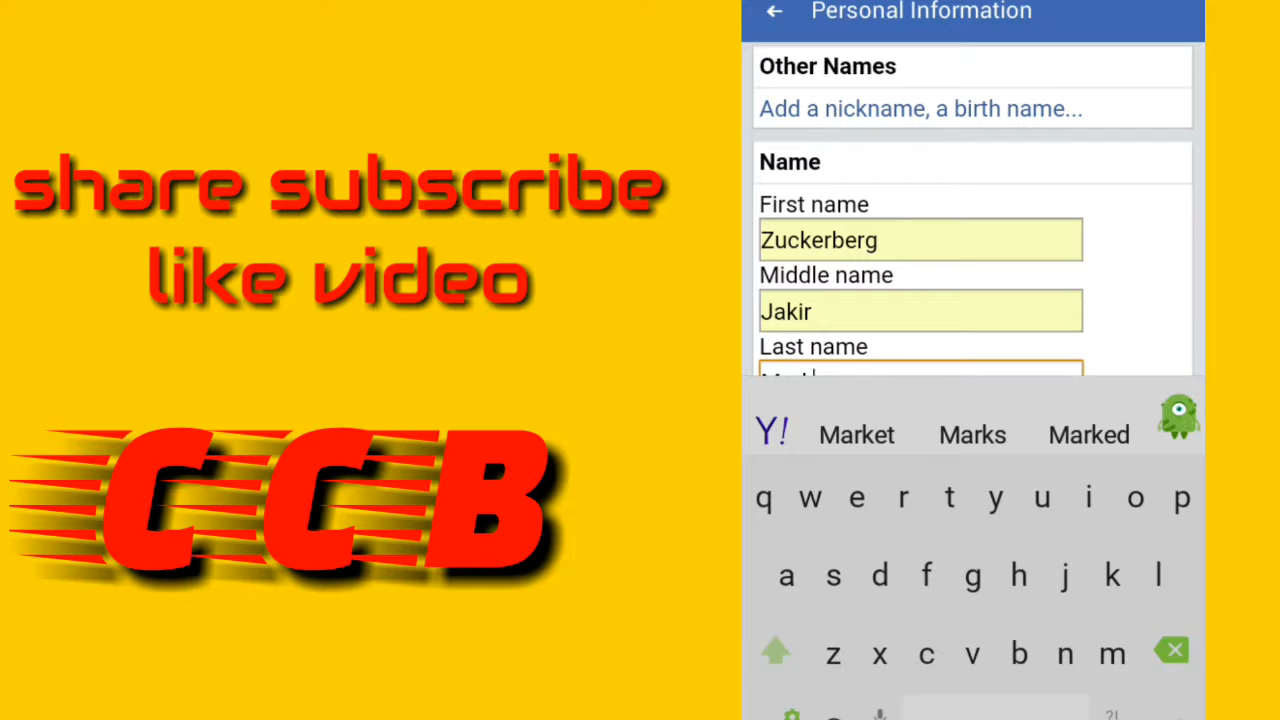 share subscribe
like video
CCB
Personal Information
Other Names
Add a nickname, a birth name...
Name
First name
Zuckerberg
Middle name
Jakir
Last name
Y! Market Marks Marked
q w e r t y u i o p
a s d f g h j k l
z x c v b n m
?!